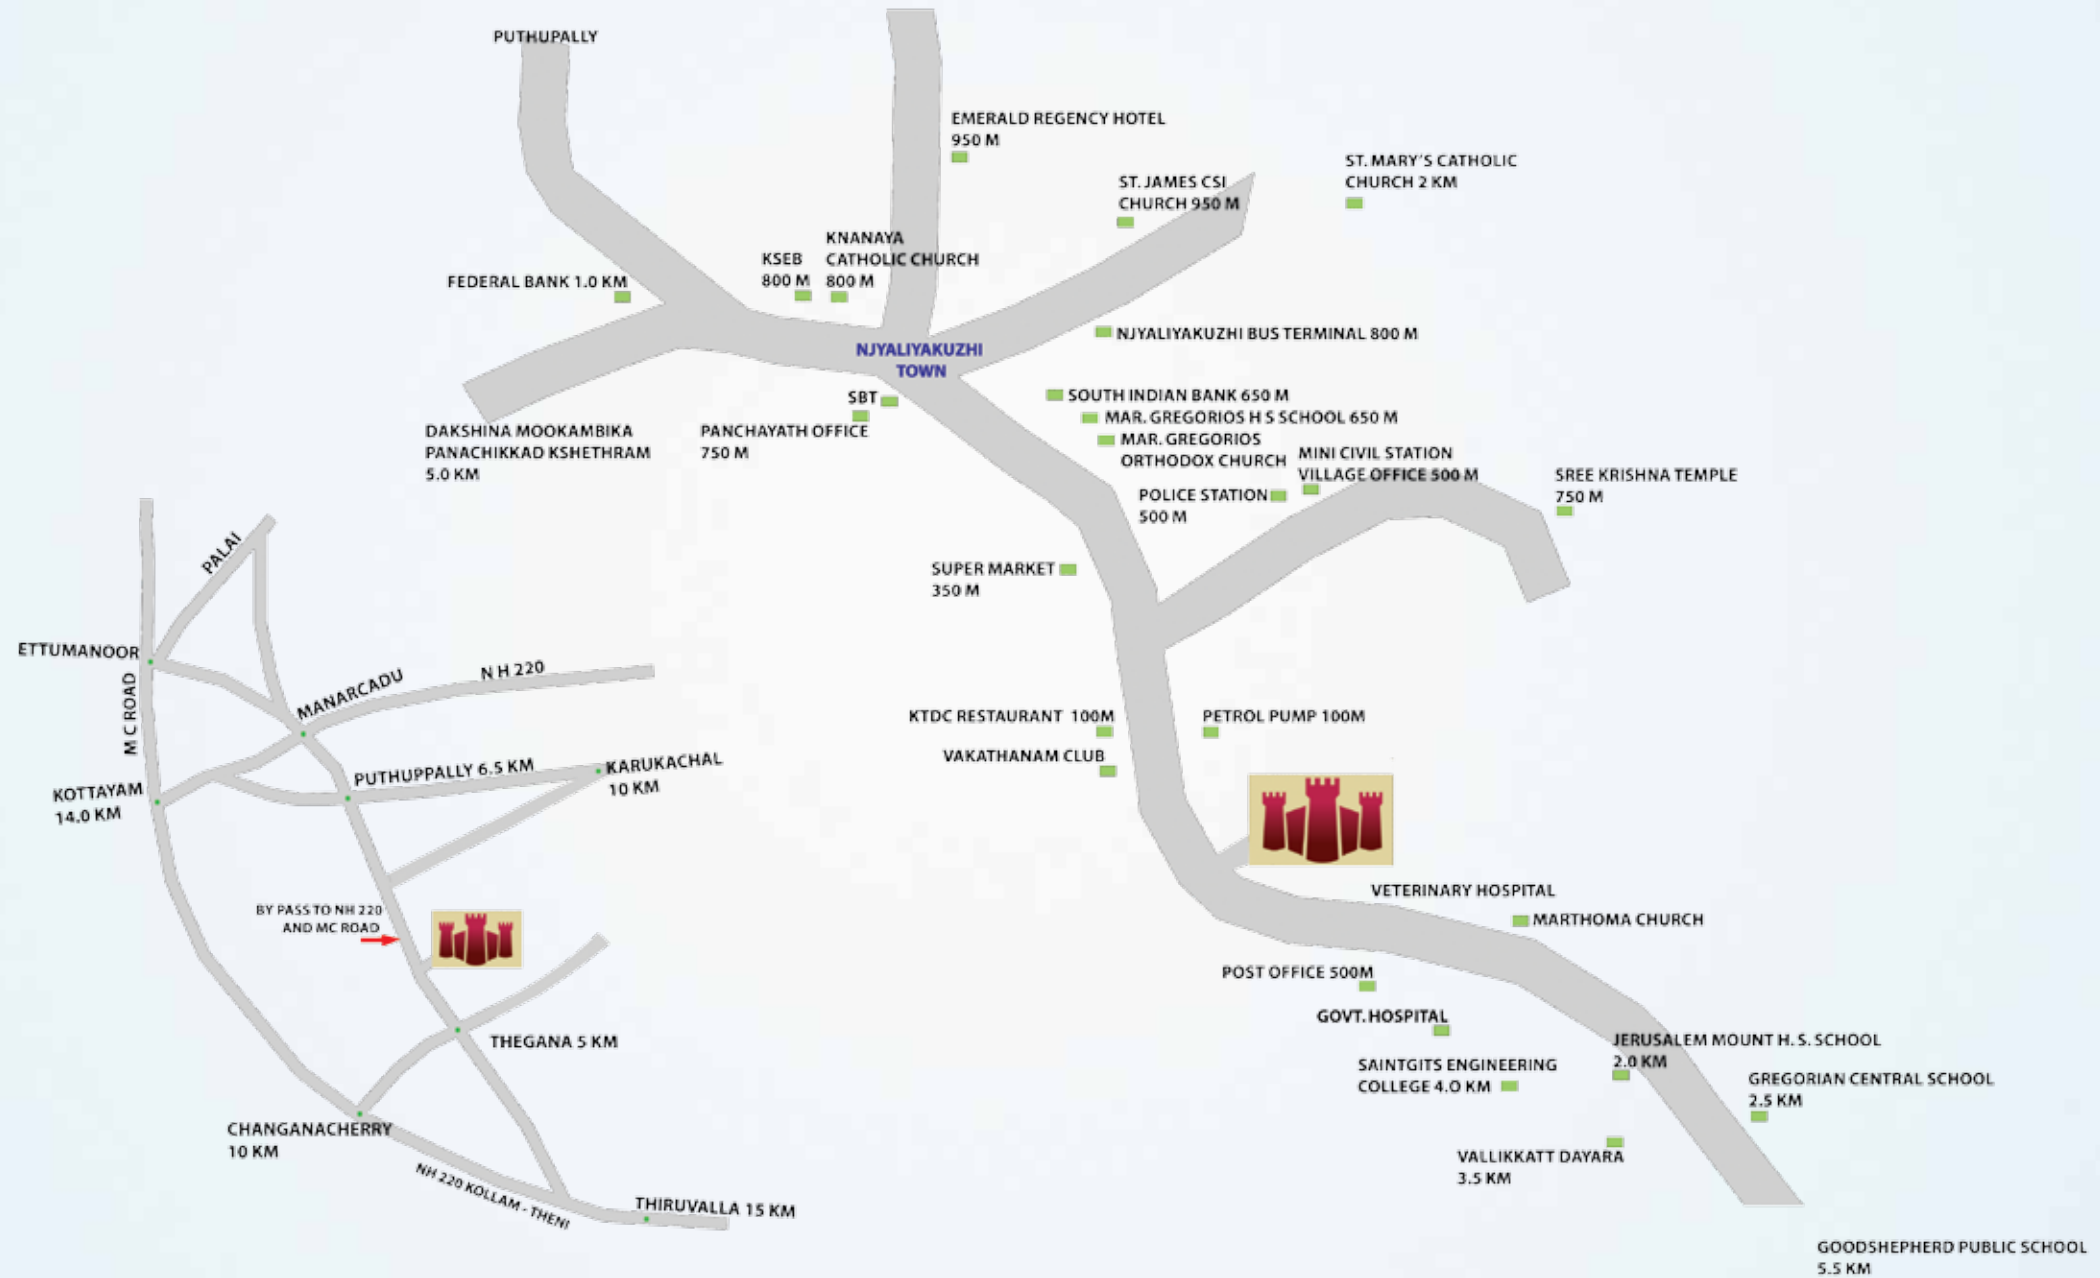 PUTHUPALLY
EMERALD REGENCY HOTEL
950 M
ST. MARY'S CATHOLIC
CHURCH 2 KM
ST. JAMES CSI
CHURCH 950 M
KNANAYA
CATHOLIC CHURCH
800 M
KSEB
800 M
FEDERAL BANK 1.0 KM
NJYALIYAKUZHI BUS TERMINAL 800 M
NJYALIYAKUZHI
TOWN
SBT
SOUTH INDIAN BANK 650 M
MAR. GREGORIOS H S SCHOOL 650 M
DAKSHINA MOOKAMBIKA
PANACHIKKAD KSHETHRAM
5.0 KM
PANCHAYATH OFFICE
750 M
MAR. GREGORIOS
ORTHODOX CHURCH
MINI CIVIL STATION
VILLAGE OFFICE 500 M
SREE KRISHNA TEMPLE
750 M
POLICE STATION
500 M
SUPER MARKET
350 M
PALAI
ETTUMANOOR
M C ROAD
MANARCADU
N H 220
KTDC RESTAURANT 100M
PETROL PUMP 100M
VAKATHANAM CLUB
PUTHUPPALLY 6.5 KM
KARUKACHAL
10 KM
KOTTAYAM
14.0 KM
BY PASS TO NH 220
AND MC ROAD
VETERINARY HOSPITAL
MARTHOMA CHURCH
POST OFFICE 500M
GOVT. HOSPITAL
THEGANA 5 KM
JERUSALEM MOUNT H. S. SCHOOL
2.0 KM
SAINTGITS ENGINEERING
COLLEGE 4.O KM
GREGORIAN CENTRAL SCHOOL
2.5 KM
CHANGANACHERRY
10 KM
VALLIKKATT DAYARA
3.5 KM
NH 220 KOLLAM - THENI
THIRUVALLA 15 KM
GOODSHEPHERD PUBLIC SCHOOL
5.5 KM